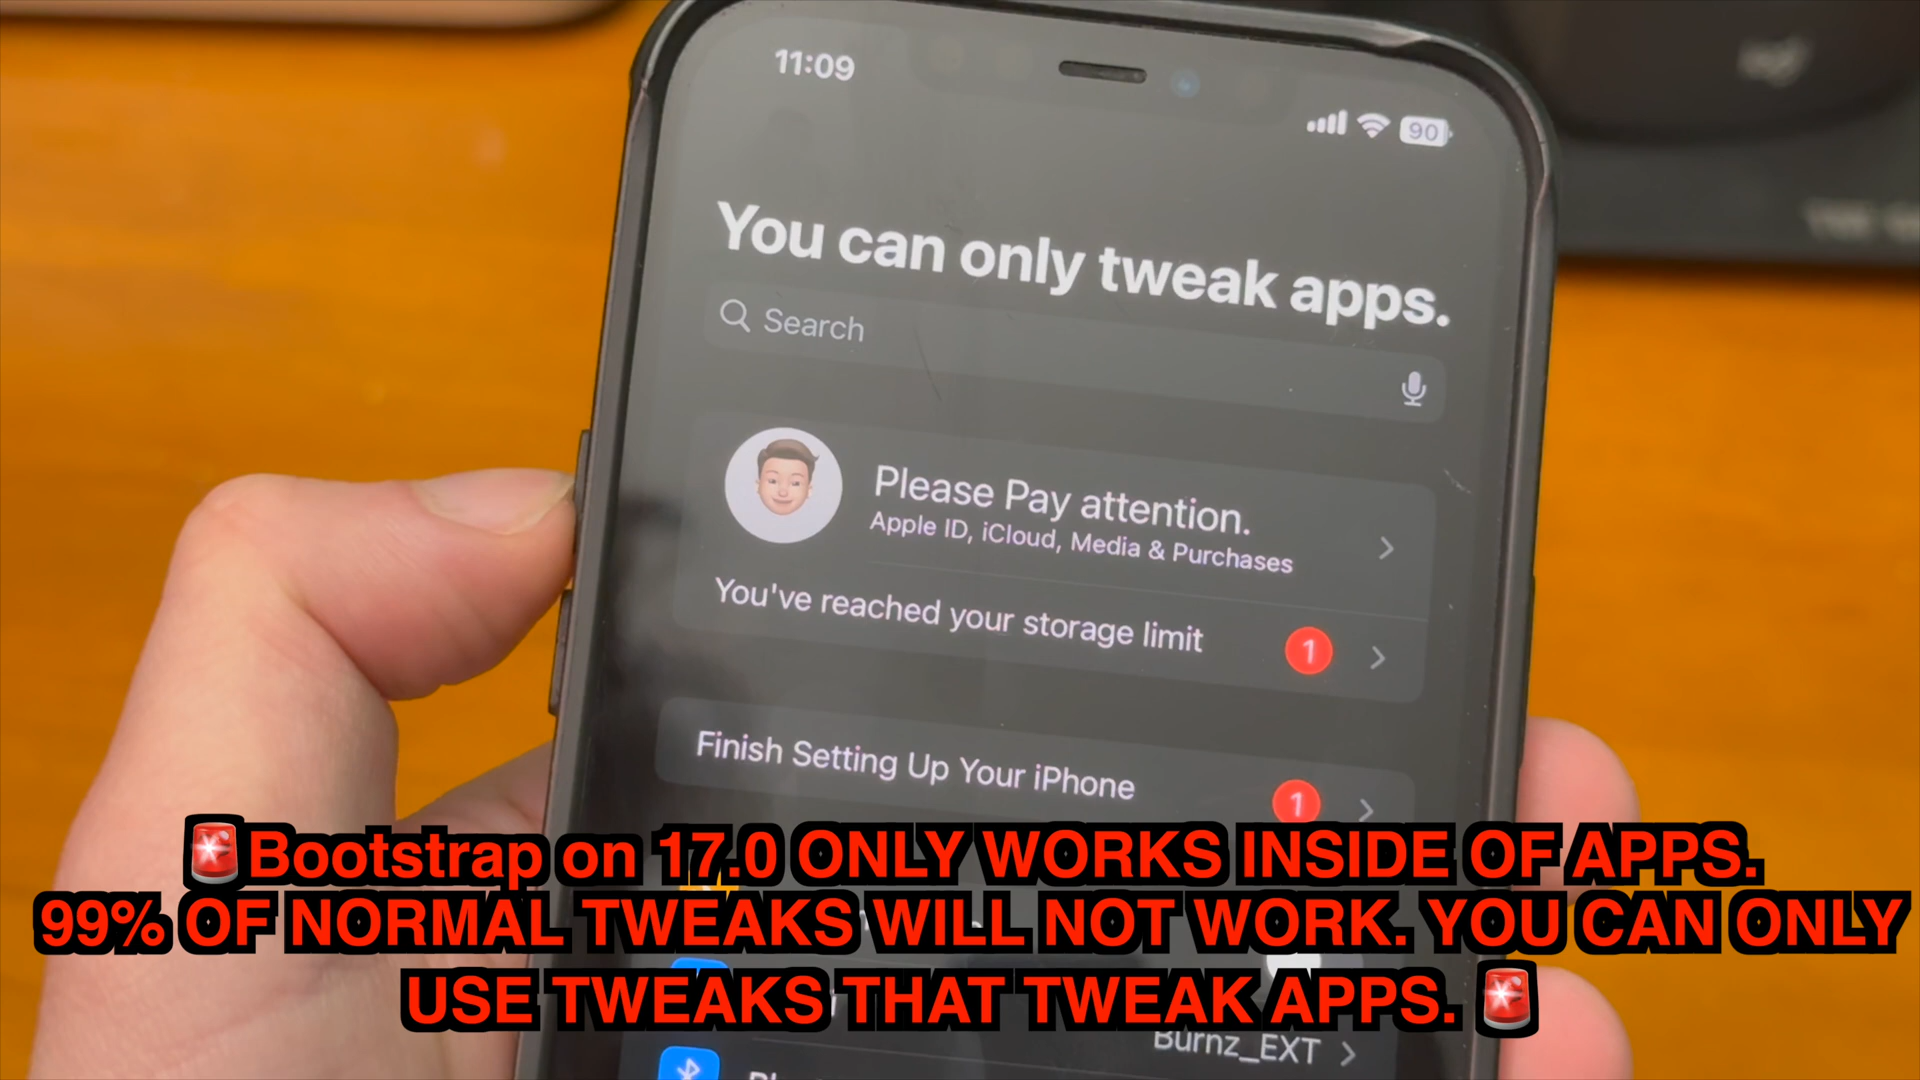 11:09
90
You can only tweak apps.
Search
Please Pay attention.
Apple ID, iCloud, Media & Purchases
You've reached your storage limit
1
Finish Setting Up Your iPhone
1
🚨Bootstrap on 17.0 ONLY WORKS INSIDE OF APPS.
99% OF NORMAL TWEAKS WILL NOT WORK. YOU CAN ONLY
USE TWEAKS THAT TWEAK APPS. 🚨
Burnz_EXT